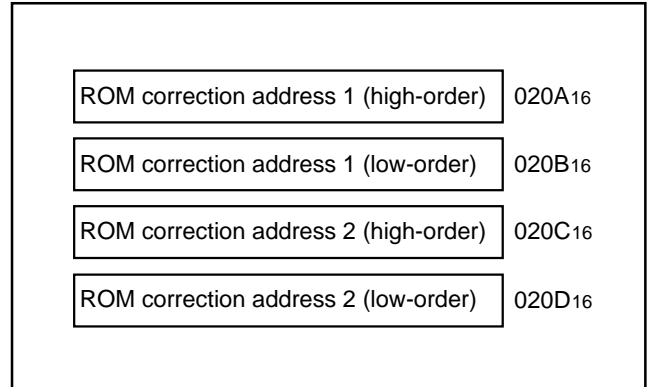 ROM correction address 1 (high-order) 020A16
ROM correction address 1 (low-order) 020B16
ROM correction address 2 (high-order) 020C16
ROM correction address 2 (low-order) 020D16